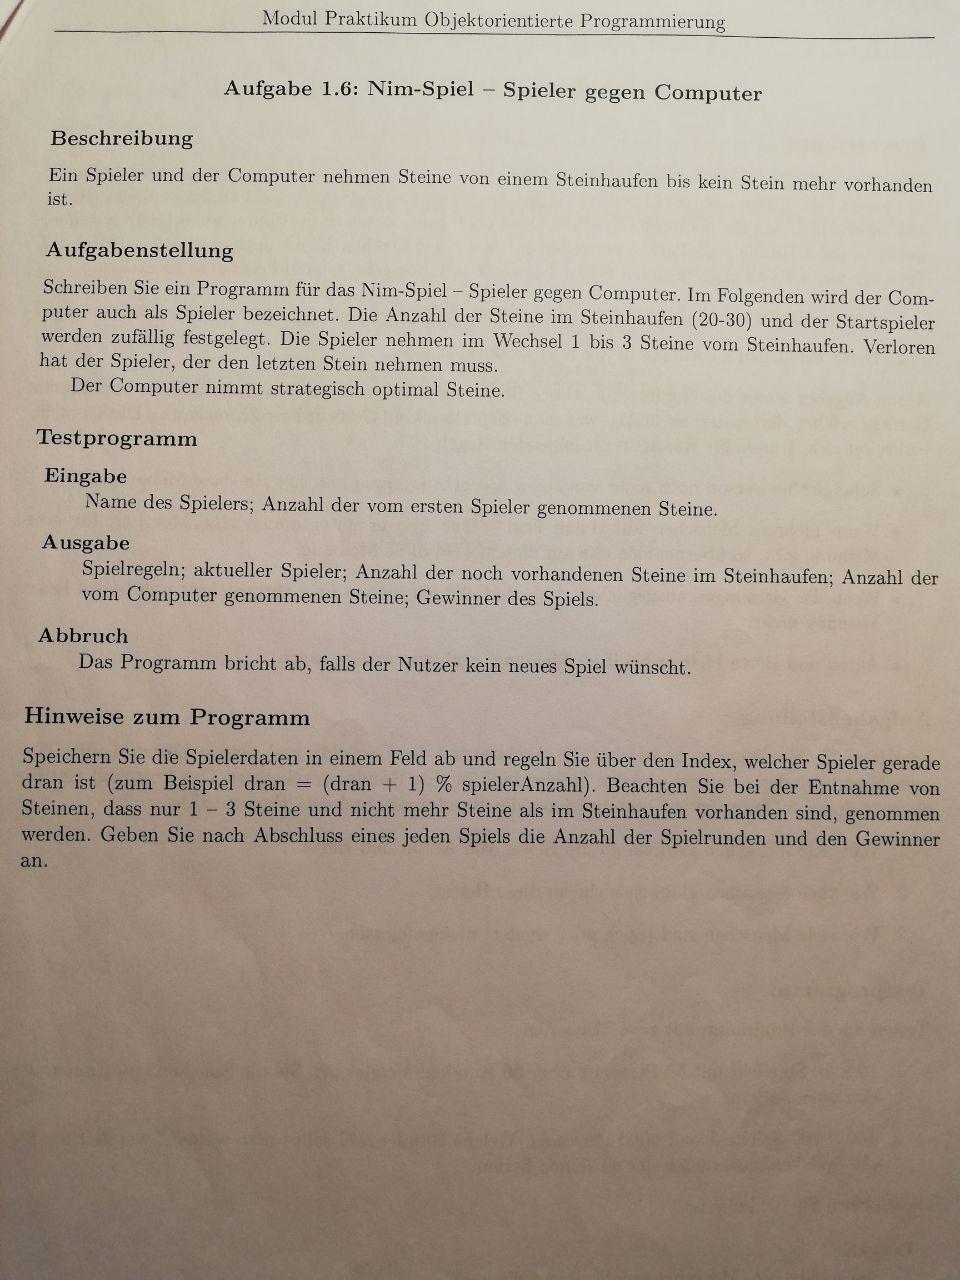 Modul Praktikum Objektorientierte Programmierung
Aufgabe 1.6: Nim-Spiel – Spieler gegen Computer
Beschreibung
Ein Spieler und der Computer nehmen Steine von einem Steinhaufen bis kein Stein mehr vorhanden
ist.
Aufgabenstellung
Schreiben Sie ein Programm für das Nim-Spiel – Spieler gegen Computer. Im Folgenden wird der Com-
puter auch als Spieler bezeichnet. Die Anzahl der Steine im Steinhaufen (20-30) und der Startspieler
werden zufällig festgelegt. Die Spieler nehmen im Wechsel 1 bis 3 Steine vom Steinhaufen. Verloren
hat der Spieler, der den letzten Stein nehmen muss.
Der Computer nimmt strategisch optimal Steine.
Testprogramm
Eingabe
Name des Spielers; Anzahl der vom ersten Spieler genommenen Steine.
Ausgabe
Spielregeln; aktueller Spieler; Anzahl der noch vorhandenen Steine im Steinhaufen; Anzahl der
vom Computer genommenen Steine; Gewinner des Spiels.
Abbruch
Das Programm bricht ab, falls der Nutzer kein neues Spiel wünscht.
Hinweise zum Programm
Speichern Sie die Spielerdaten in einem Feld ab und regeln Sie über den Index, welcher Spieler gerade
dran ist (zum Beispiel dran = (dran + 1) % spielerAnzahl). Beachten Sie bei der Entnahme von
Steinen, dass nur 1 – 3 Steine und nicht mehr Steine als im Steinhaufen vorhanden sind, genommen
werden. Geben Sie nach Abschluss eines jeden Spiels die Anzahl der Spielrunden und den Gewinner
an.